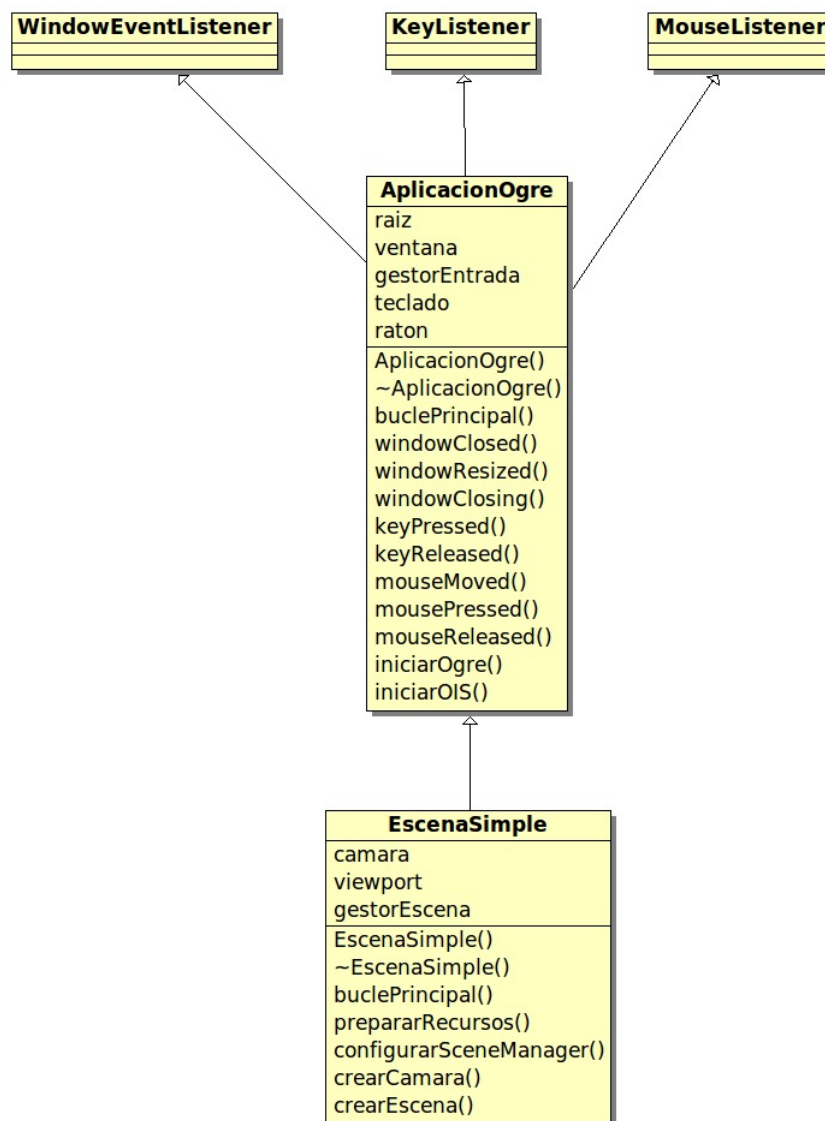 WindowEventListener
KeyListener
MouseListener
AplicacionOgre
raiz
ventana
gestorEntrada
teclado
raton
AplicacionOgre()
~AplicacionOgre()
buclePrincipal()
windowClosed()
windowResized()
windowClosing()
keyPressed()
keyReleased()
mouseMoved()
mousePressed()
mouseReleased()
iniciarOgre()
iniciarOIS()
EscenaSimple
camara
viewport
gestorEscena
EscenaSimple()
~EscenaSimple()
buclePrincipal()
prepararRecursos()
configurarSceneManager()
crearCamara()
crearEscena()